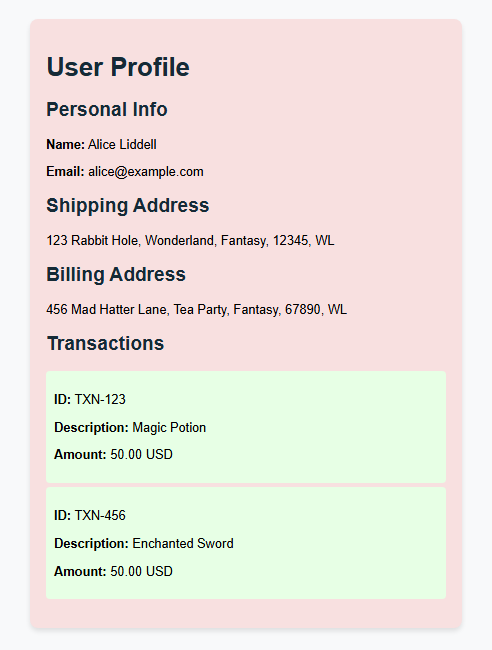 User Profile
Personal Info
Name: Alice Liddell
Email: alice@example.com
Shipping Address
123 Rabbit Hole, Wonderland, Fantasy, 12345, WL
Billing Address
456 Mad Hatter Lane, Tea Party, Fantasy, 67890, WL
Transactions
ID: TXN-123
Description: Magic Potion
Amount: 50.00 USD
ID: TXN-456
Description: Enchanted Sword
Amount: 50.00 USD